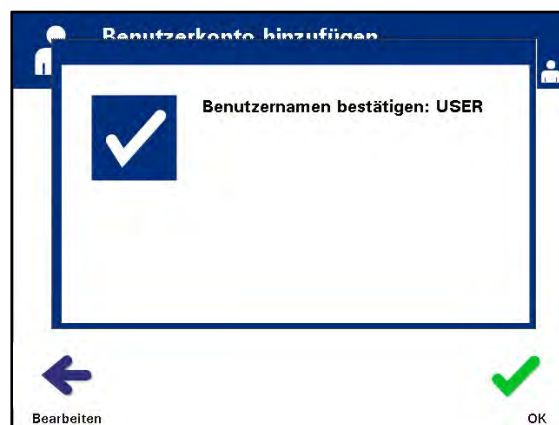 Benutzerkonto hinzufügen
Benutzernamen bestätigen: USER
Bearbeiten
OK